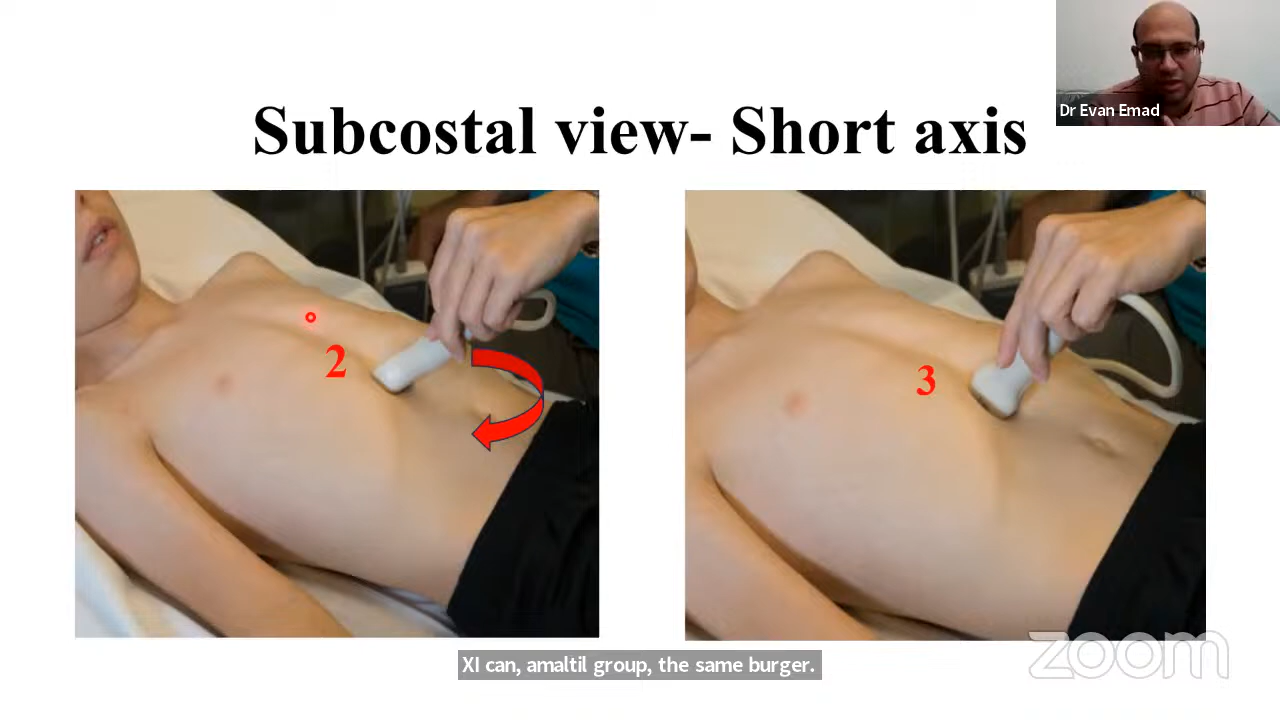 Dr Evan Emad
Subcostal view- Short axis
2
3
XI can, amaltil group, the same burger.
zoom